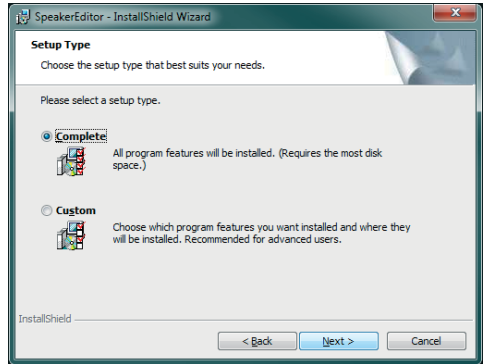 SpeakerEditor - InstallShield Wizard
Setup Type
Choose the setup type that best suits your needs.
Please select a setup type.
Complete
All program features will be installed. (Requires the most disk
space.)
Custom
Choose which program features you want installed and where they
will be installed. Recommended for advanced users.
InstallShield
< Back
Next >
Cancel